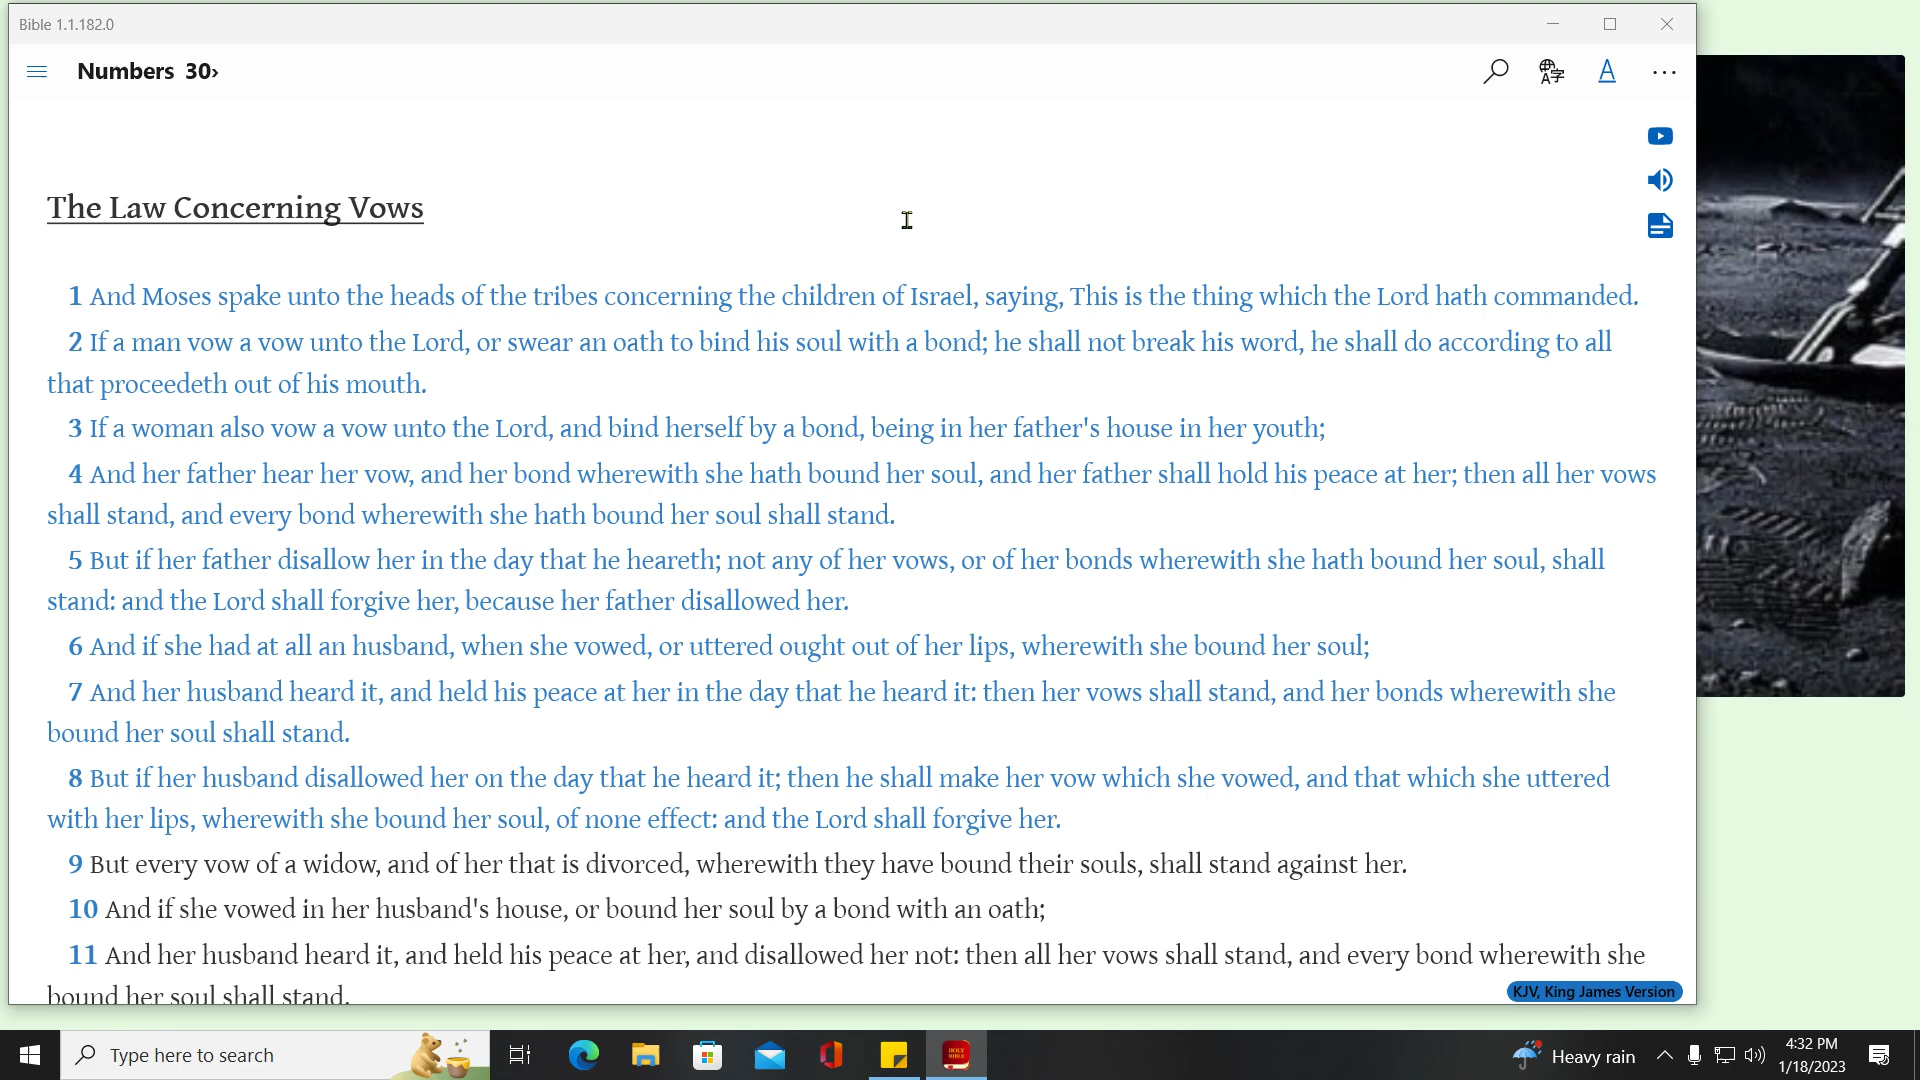 Bible 1.1.182.0
Numbers 30›
The Law Concerning Vows
1 And Moses spake unto the heads of the tribes concerning the children of Israel, saying, This is the thing which the Lord hath commanded.
2 If a man vow a vow unto the Lord, or swear an oath to bind his soul with a bond; he shall not break his word, he shall do according to all
that proceedeth out of his mouth.
3 If a woman also vow a vow unto the Lord, and bind herself by a bond, being in her father's house in her youth;
4 And her father hear her vow, and her bond wherewith she hath bound her soul, and her father shall hold his peace at her; then all her vows
shall stand, and every bond wherewith she hath bound her soul shall stand.
5 But if her father disallow her in the day that he heareth; not any of her vows, or of her bonds wherewith she hath bound her soul, shall
stand: and the Lord shall forgive her, because her father disallowed her.
6 And if she had at all an husband, when she vowed, or uttered ought out of her lips, wherewith she bound her soul;
7 And her husband heard it, and held his peace at her in the day that he heard it: then her vows shall stand, and her bonds wherewith she
bound her soul shall stand.
8 But if her husband disallowed her on the day that he heard it; then he shall make her vow which she vowed, and that which she uttered
with her lips, wherewith she bound her soul, of none effect: and the Lord shall forgive her.
9 But every vow of a widow, and of her that is divorced, wherewith they have bound their souls, shall stand against her.
10 And if she vowed in her husband's house, or bound her soul by a bond with an oath;
11 And her husband heard it, and held his peace at her, and disallowed her not: then all her vows shall stand, and every bond wherewith she
bound her soul shall stand.
KJV, King James Version
Type here to search
HOLY BIBLE
Heavy rain
4:32 PM
1/18/2023